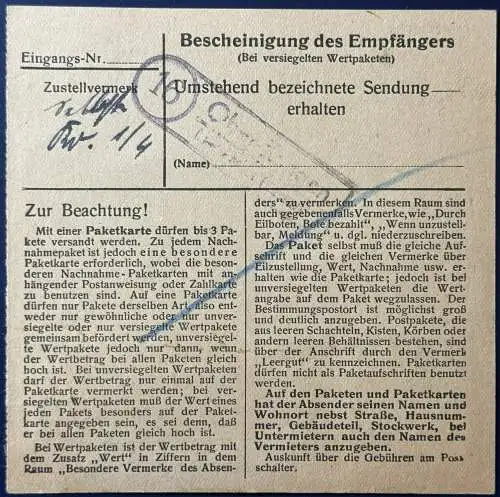 Eingangs-Nr.
Zustellvermerk
Rv. 1/4
16
Bescheinigung des Empfängers
(Bei versiegelten Wertpaketen)
Umstehend bezeichnete Sendung
erhalten
(Name)
Zur Beachtung!
Mit einer Paketkarte dürfen bis 3 Pa-
kete versandt werden. Zu jedem Nach-
nahmepaket ist jedoch eine besondere
Paketkarte erforderlich, wobei die beson-
deren Nachnahme-Paketkarten mit an-
hängender Postanweisung oder Zahlkarte
zu benutzen sind. Auf eine Paketkarte
dürfen nur Pakete derselben Art, also ent-
weder nur gewöhnliche oder nur unver-
siegelte oder nur versiegelte Wertpakete
gemeinsam befördert werden, unversiegel-
te Wertpakete jedoch nur dann, wenn
der Wertbetrag bei allen Paketen gleich
hoch ist. Bei unversiegelten Wertpaketen
darf der Wertbetrag nur einmal auf der
Paketkarte vermerkt werden; bei ver-
siegelten Wertpaketen muß der Wert eines
jeden Pakets besonders auf der Paket-
karte angegeben sein, es sei denn, daß
er bei allen Paketen gleich hoch ist.
Bei Wertpaketen ist der Wertbetrag mit
dem Zusatz „Wert" in Ziffern in dem
Raum „Besondere Vermerke des Absen-
ders" zu vermerken. In diesem Raum sind
auch gegebenenfalls Vermerke, wie „Durch
Eilboten, Bote bezahlt", „Wenn unzustell-
bar, Meldung" u. dgl. niederzuschreiben.
Das Paket selbst muß die gleiche Auf-
schrift und die gleichen Vermerke über
Eilzustellung, Wert, Nachnahme usw. er-
halten wie die Paketkarte; jedoch ist bei
unversiegelten Wertpaketen die Wert-
angabe auf dem Paket wegzulassen. Der
Bestimmungspostort ist möglichst groß
und deutlich anzugeben. Postpakete, die
aus leeren Schachteln, Kisten, Körben oder
andern leeren Behältnissen bestehen, sind
über der Anschrift durch den Vermerk
„Leergut" zu kennzeichnen. Paketkarten
dürfen nicht als Paketaufschriften benutzt
werden.
Auf den Paketen und Paketkarten
hat der Absender seinen Namen und
Wohnort nebst Straße, Hausnum-
mer, Gebäudeteil, Stockwerk, bei
Untermietern auch den Namen des
Vermieters anzugeben.
Auskunft über die Gebühren am Post
schalter.